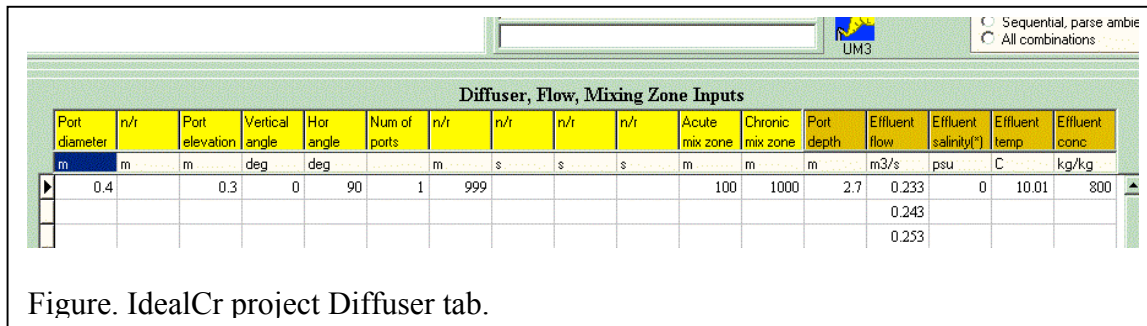 Sequential, parse ambie
UM3
All combinations
Diffuser, Flow, Mixing Zone Inputs
Port diameter n/r Port elevation Vertical angle Hor angle Num of ports n/r n/r n/r n/r Acute mix zone Chronic mix zone Port depth Effluent flow Effluent salinity(*) Effluent temp Effluent conc
m m m deg deg m s s s m m m m3/s psu C kg/kg
0.4 0.3 0 90 1 999 100 1000 2.7 0.233 0 10.01 800
0.243
0.253
Figure. IdealCr project Diffuser tab.